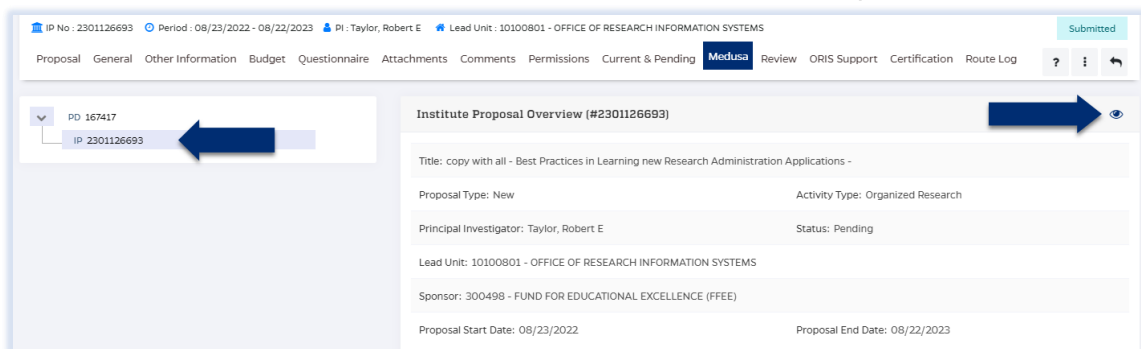 IP No : 2301126693 Period : 08/23/2022 - 08/22/2023 PI : Taylor, Robert E Lead Unit : 10100801 - OFFICE OF RESEARCH INFORMATION SYSTEMS Submitted
Proposal General Other Information Budget Questionnaire Attachments Comments Permissions Current & Pending Medusa Review ORIS Support Certification Route Log ?
PD 167417
IP 2301126693
Institute Proposal Overview (#2301126693)
Title: copy with all - Best Practices in Learning new Research Administration Applications -
Proposal Type: New Activity Type: Organized Research
Principal Investigator: Taylor, Robert E Status: Pending
Lead Unit: 10100801 - OFFICE OF RESEARCH INFORMATION SYSTEMS
Sponsor: 300498 - FUND FOR EDUCATIONAL EXCELLENCE (FFEE)
Proposal Start Date: 08/23/2022 Proposal End Date: 08/22/2023